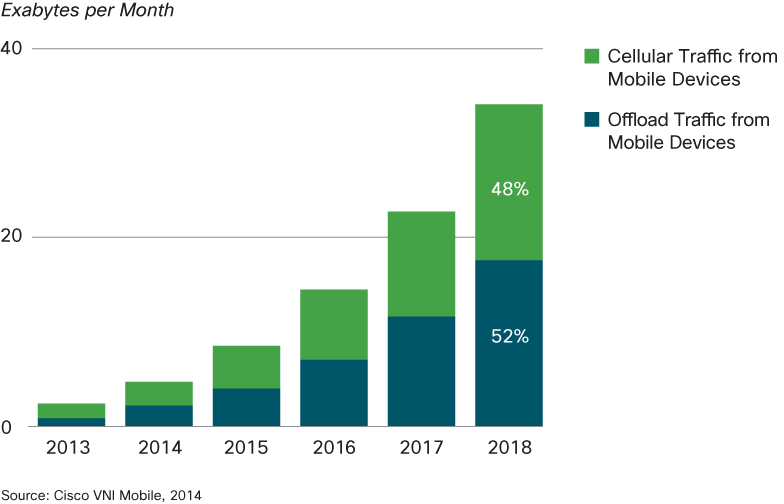 Exabytes per Month
40
20
0
48%
52%
2013 2014 2015 2016 2017 2018
Cellular Traffic from
Mobile Devices
Offload Traffic from
Mobile Devices
Source: Cisco VNI Mobile, 2014